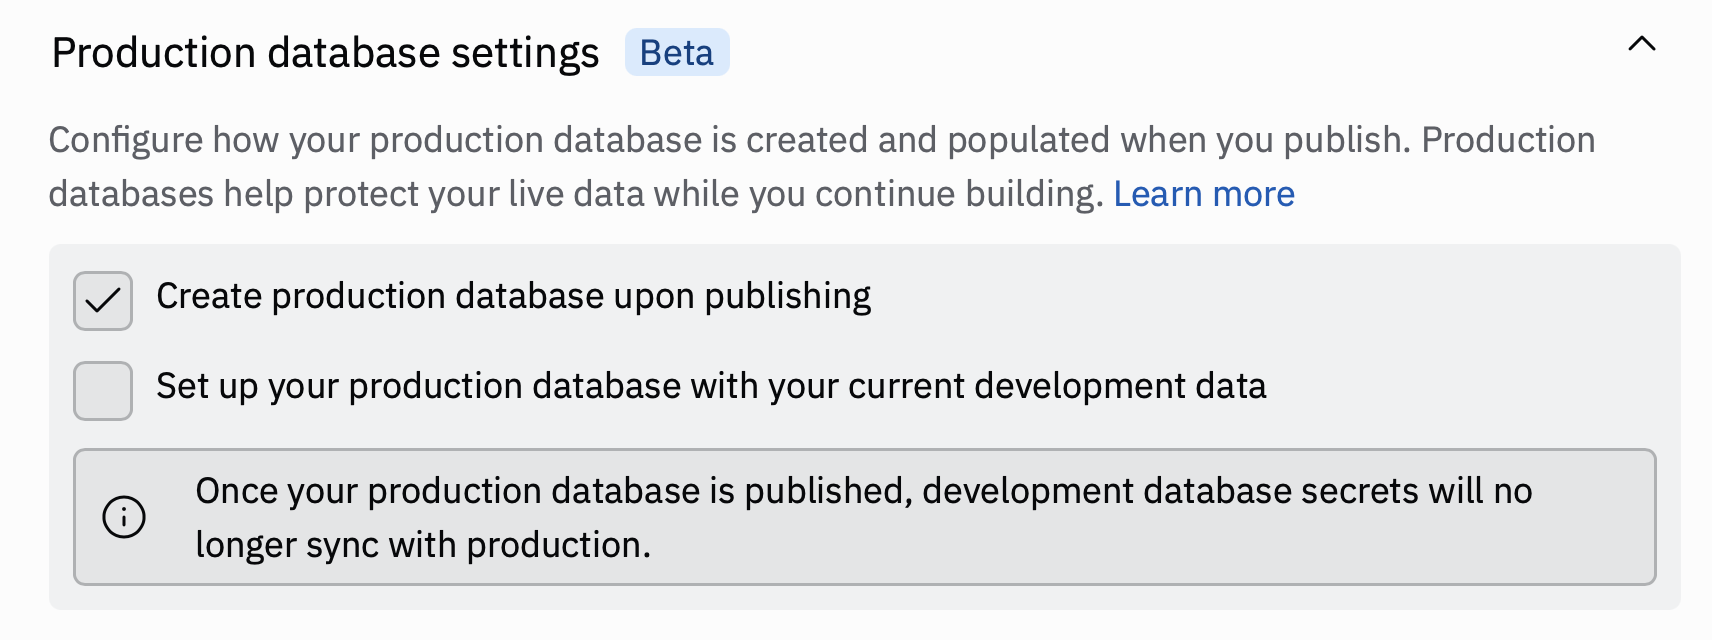 Production database settings Beta
Configure how your production database is created and populated when you publish. Production
databases help protect your live data while you continue building. Learn more
Create production database upon publishing
Set up your production database with your current development data
Once your production database is published, development database secrets will no
longer sync with production.